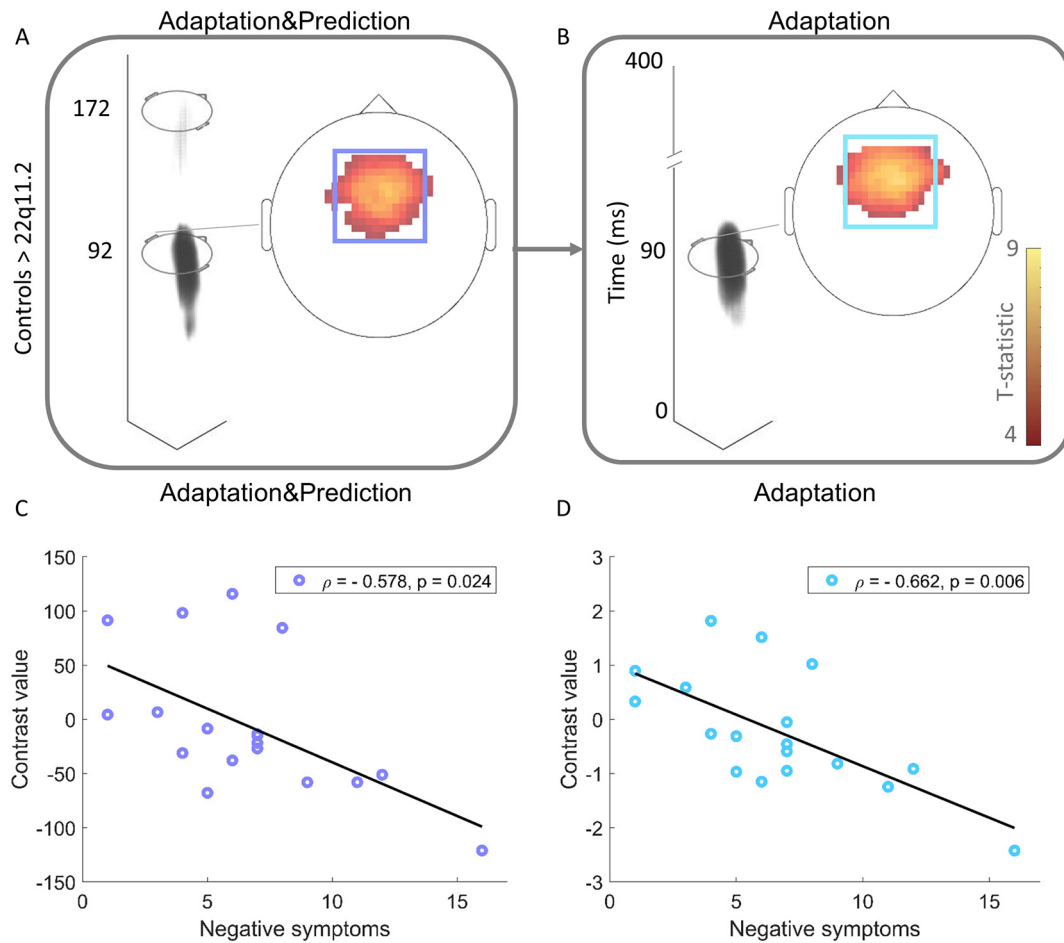 Adaptation&Prediction
Adaptation
A
B
Controls > 22q11.2
172
92
Time (ms)
400
90
0
T-statistic
9
4
Adaptation&Prediction
Adaptation
C
D
ρ = - 0.578, p = 0.024
Contrast value
150
100
50
0
-50
-100
-150
0
5
10
15
Negative symptoms
ρ = - 0.662, p = 0.006
Contrast value
3
2
1
0
-1
-2
-3
0
5
10
15
Negative symptoms